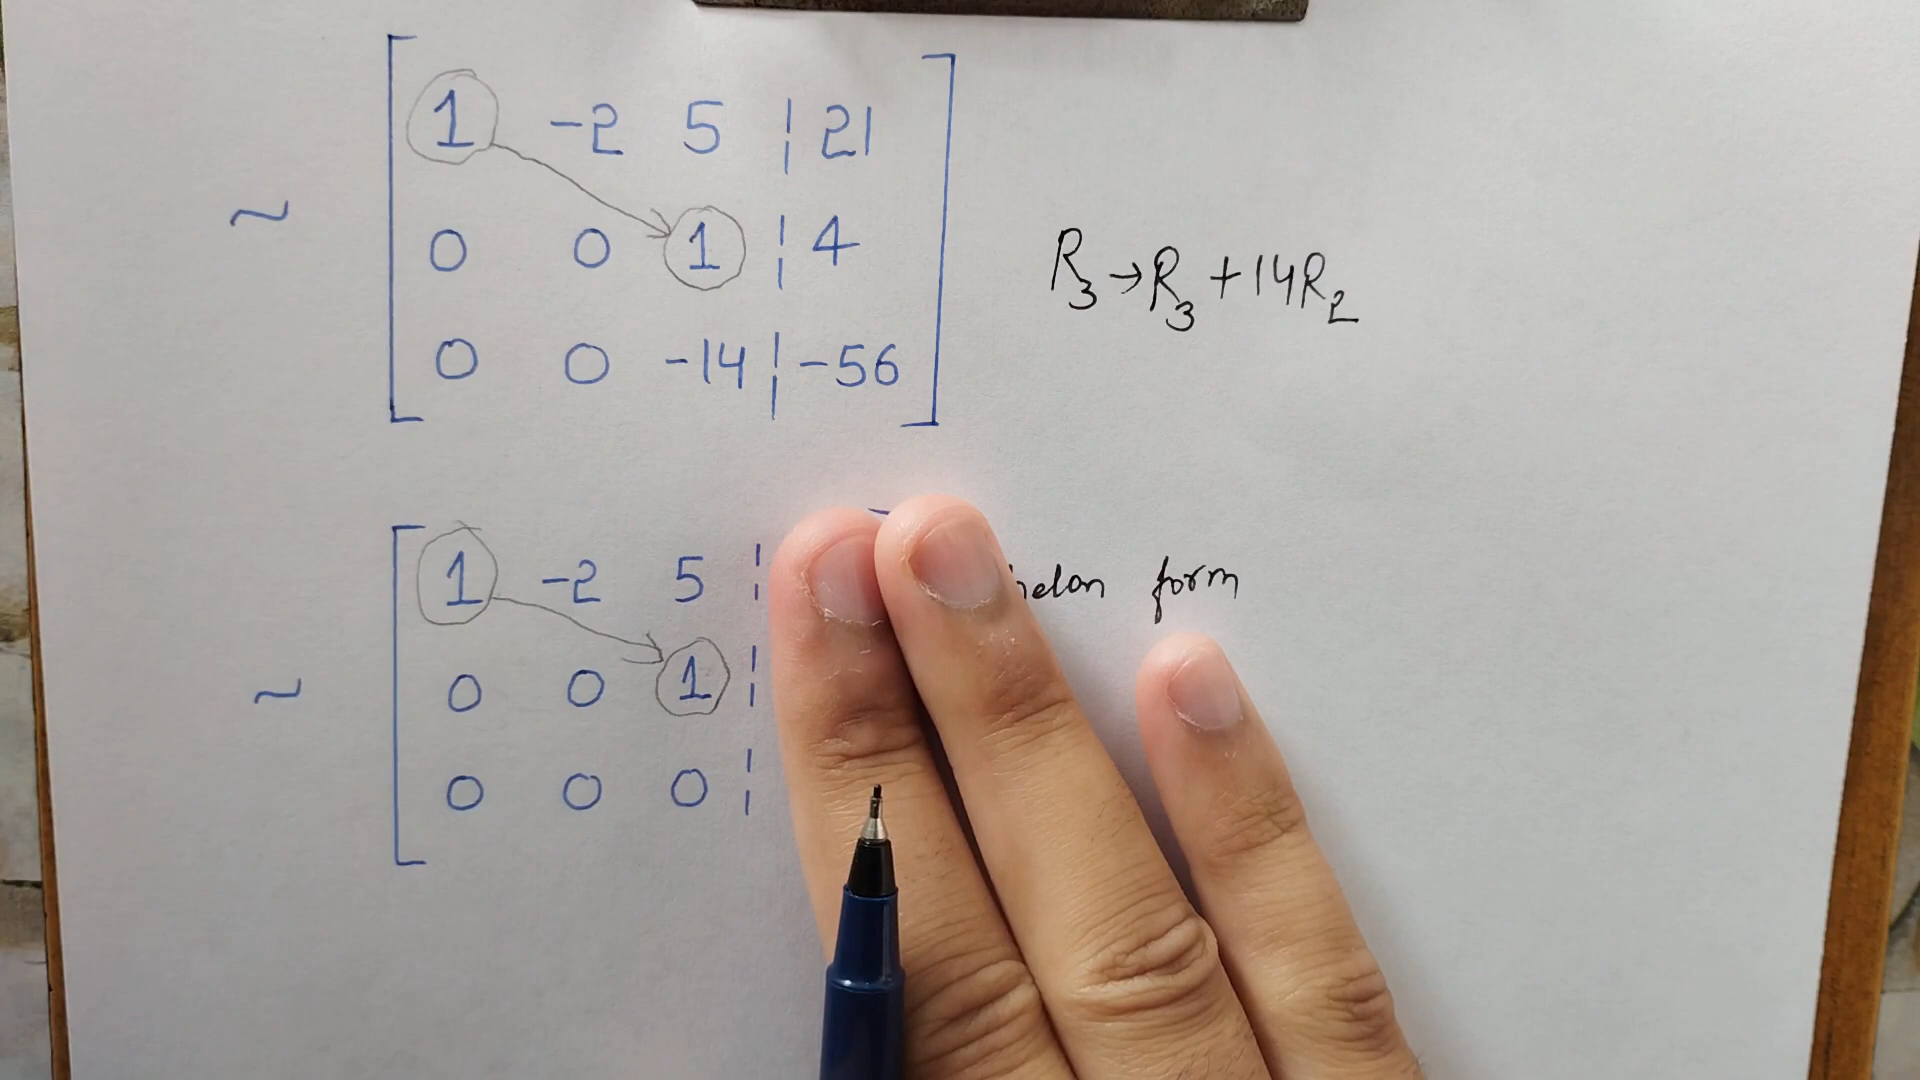 1 -2 5 ¦ 21
~ 0 0 1 ¦ 4
0 0 -14 ¦ -56
R₃→R₃+14R₂
1 -2 5 ¦
form
~ 0 0 1 ¦
0 0 0 ¦